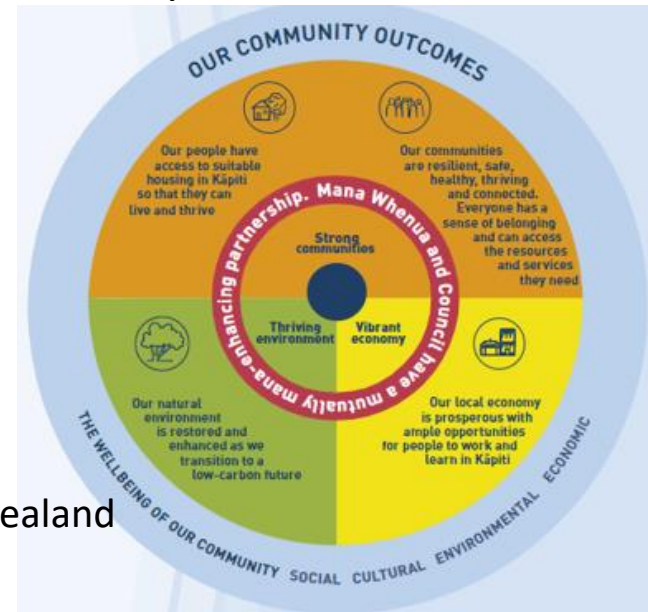 OUR COMMUNITY OUTCOMES
Our people have
access to suitable
housing in Kāpiti
so that they can
live and thrive
Our communities
are resilient, safe,
healthy, thriving
and connected.
Everyone has a
sense of belonging
and can access
the resources
and services
they need
Mana Whenua and Council have a mutually mana-enhancing partnership.
Strong
communities
Thriving
environment
Vibrant
economy
Our natural
environment
is restored and
enhanced as we
transition to a
low-carbon future
Our local economy
is prosperous with
ample opportunities
for people to work and
learn in Kāpiti
THE WELLBEING OF OUR COMMUNITY SOCIAL CULTURAL ENVIRONMENTAL ECONOMIC
ealand